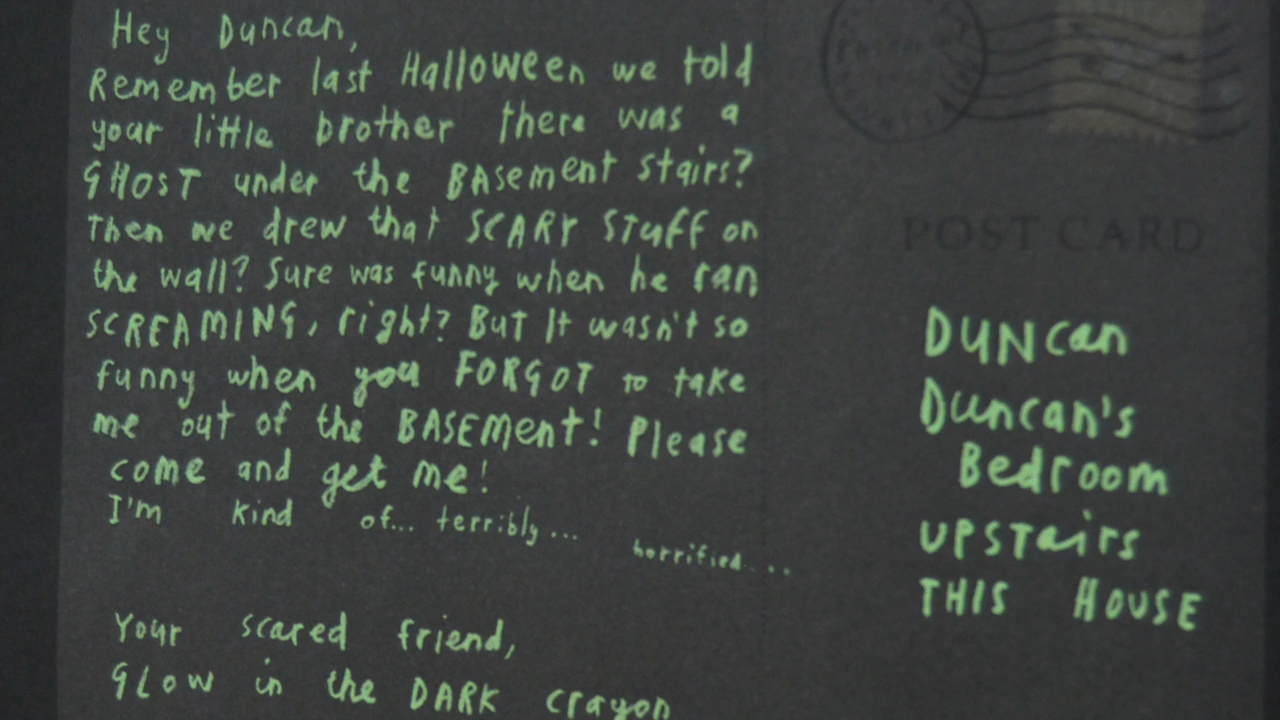 Hey Duncan,
Remember last Halloween we told
your little brother there was a
GHOST under the BASement stairs?
Then we drew that SCARY STuff on
the wall? Sure was funny when he ran
SCREAMING, right? BuT It wasn't so
funny when you FORGOT to take
me out of the BASEMent! Please
come and get me!
I'm kind of... terribly...
horrified....
Your scared friend,
GLOW in the DARK crayon
POST CARD
DUNCan
Duncan's
Bedroom
UPSTairs
THIS HOUSE